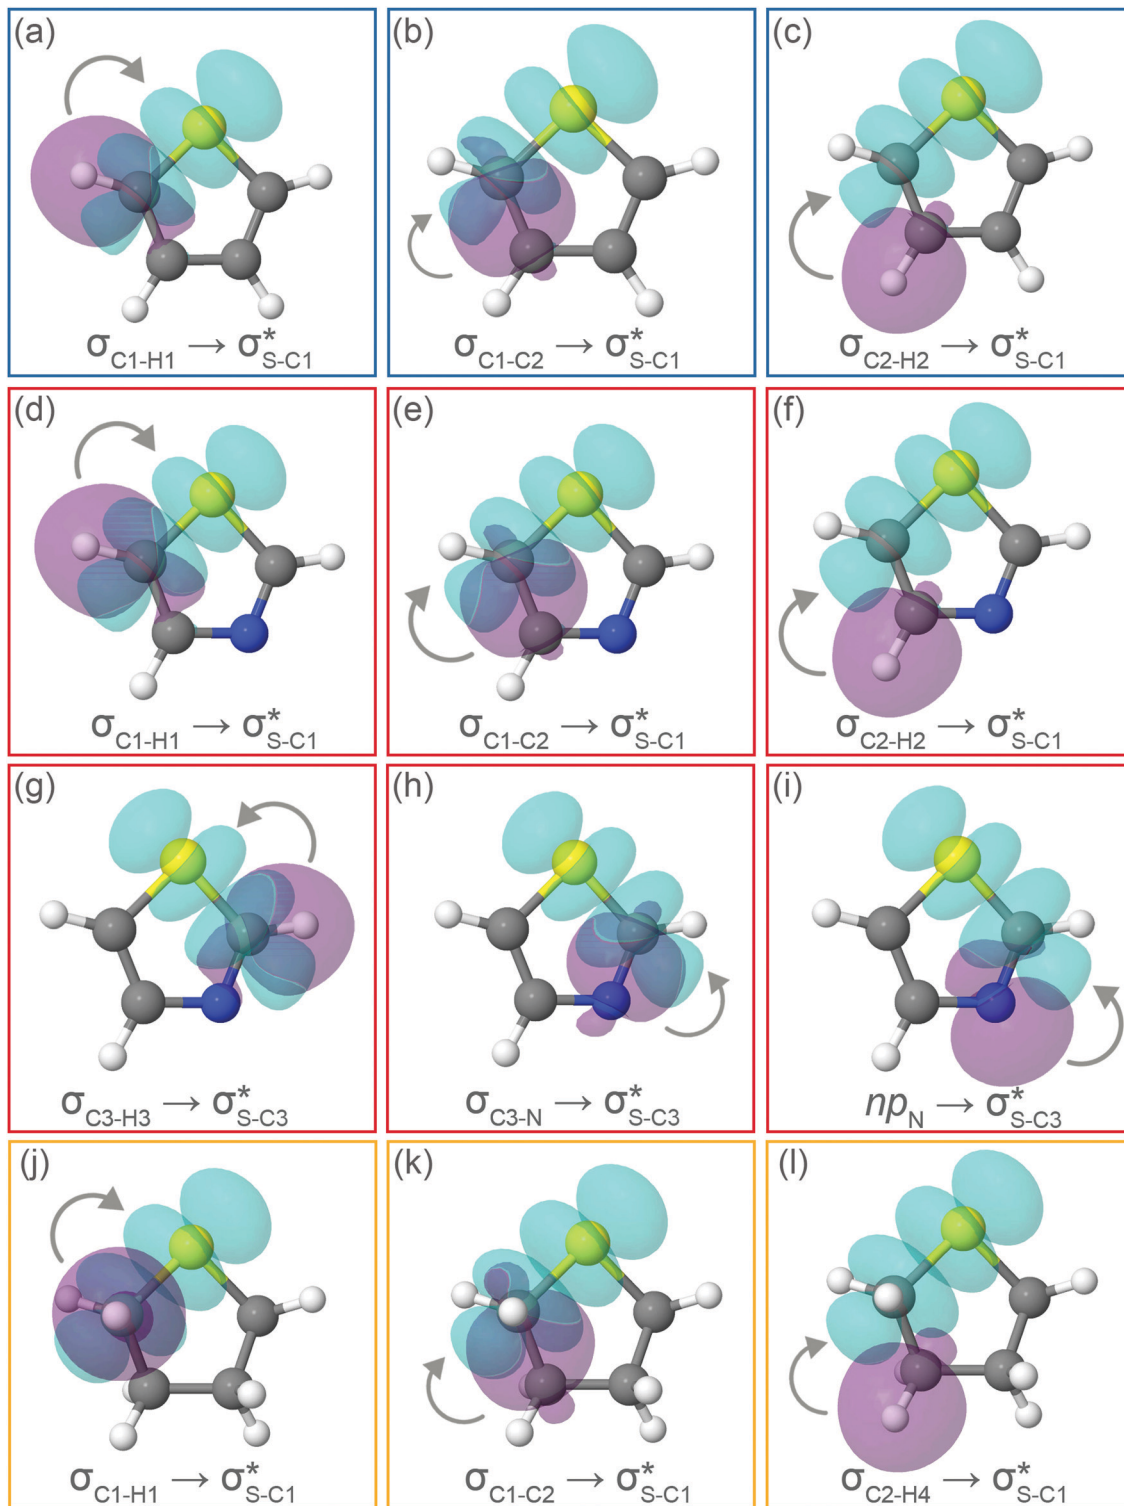 (a) (b) (c)
σC1-H1 → σ*S-C1 σC1-C2 → σ*S-C1 σC2-H2 → σ*S-C1
(d) (e) (f)
σC1-H1 → σ*S-C1 σC1-C2 → σ*S-C1 σC2-H2 → σ*S-C1
(g) (h) (i)
σC3-H3 → σ*S-C3 σC3-N → σ*S-C3 npN → σ*S-C3
(j) (k) (l)
σC1-H1 → σ*S-C1 σC1-C2 → σ*S-C1 σC2-H4 → σ*S-C1